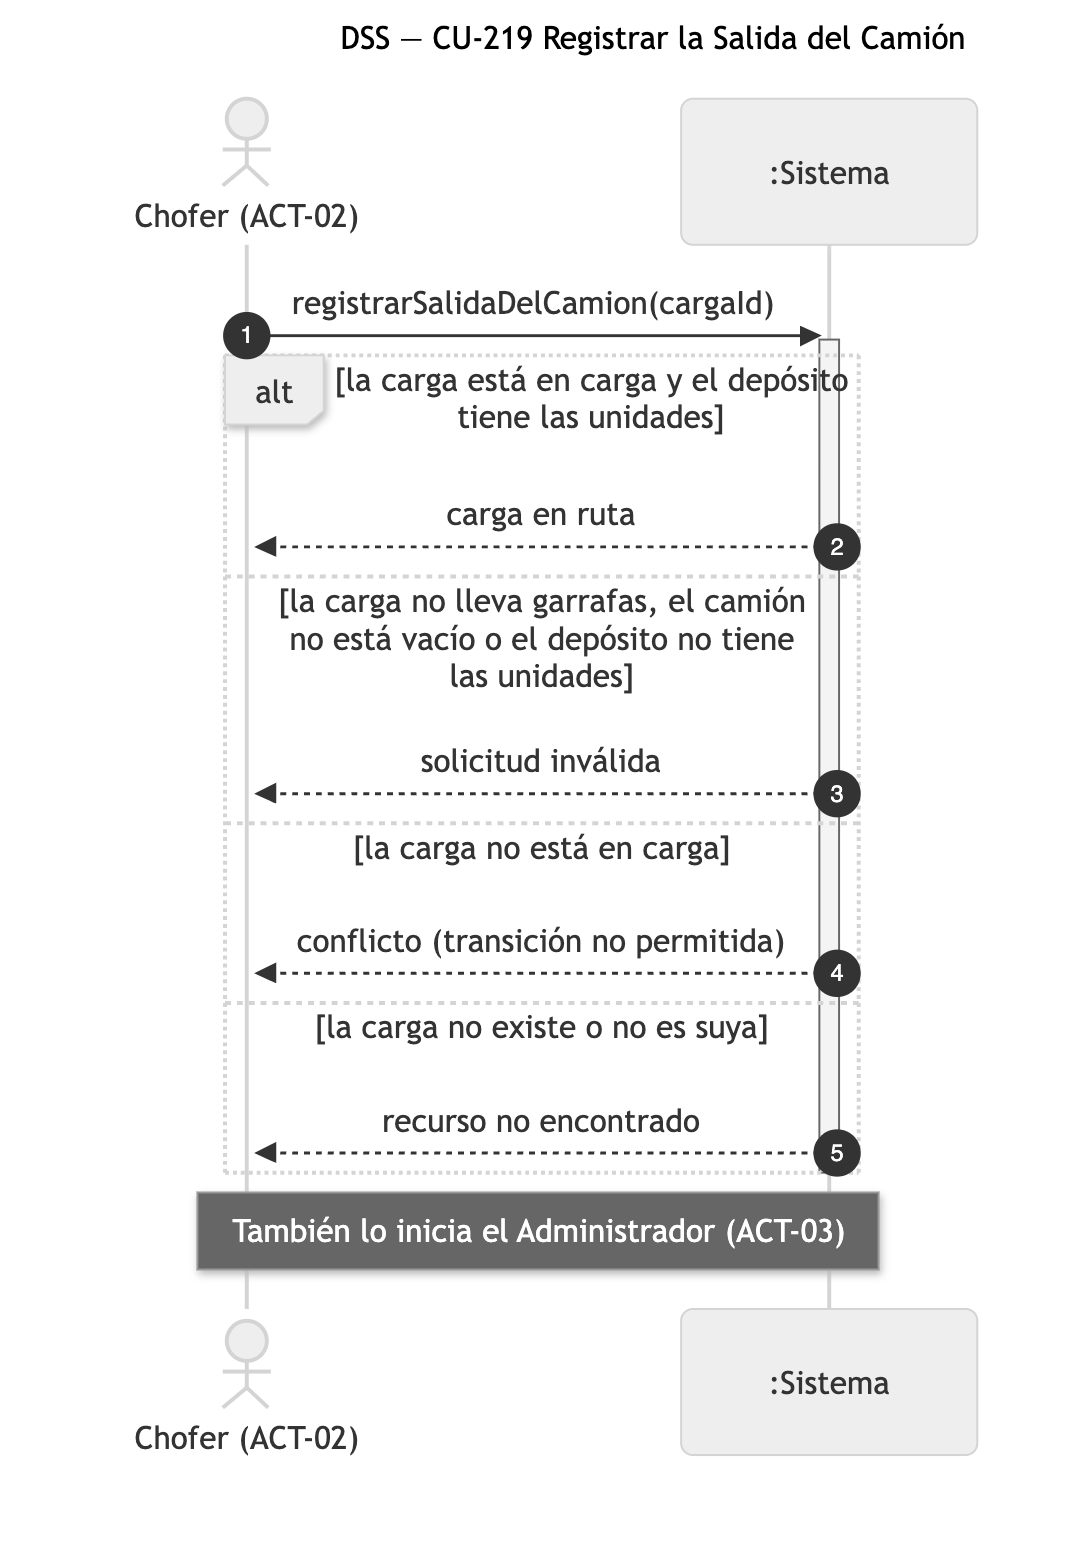 DSS — CU-219 Registrar la Salida del Camión
Chofer (ACT-02)
:Sistema
registrarSalidaDelCamion(cargaId)
1
alt
[la carga está en carga y el depósito
tiene las unidades]
carga en ruta
2
[la carga no lleva garrafas, el camión
no está vacío o el depósito no tiene
las unidades]
solicitud inválida
3
[la carga no está en carga]
conflicto (transición no permitida)
4
[la carga no existe o no es suya]
recurso no encontrado
5
También lo inicia el Administrador (ACT-03)
Chofer (ACT-02)
:Sistema